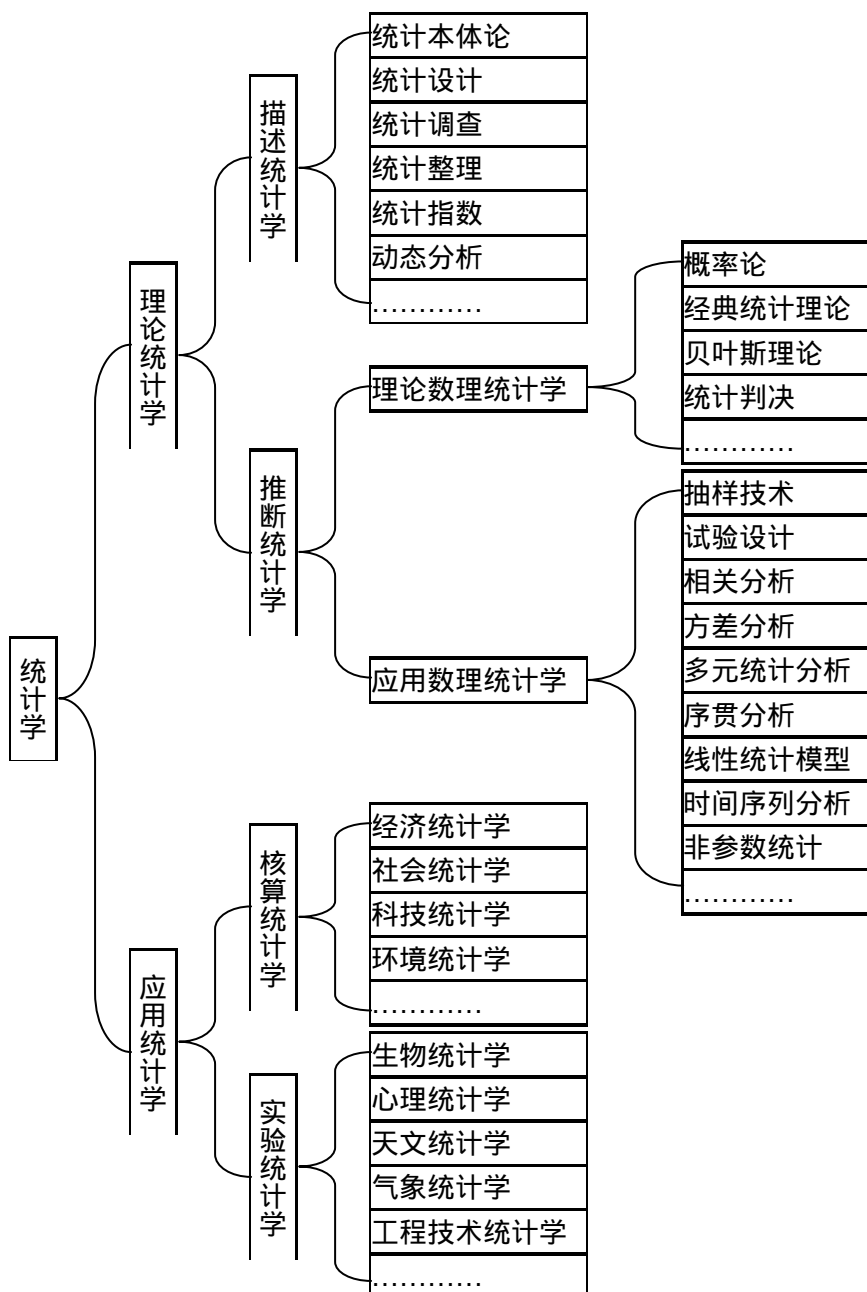 统计学
理论统计学
描述统计学
统计本体论
统计设计
统计调查
统计整理
统计指数
动态分析
…………
推断统计学
理论数理统计学
概率论
经典统计理论
贝叶斯理论
统计判决
…………
应用数理统计学
抽样技术
试验设计
相关分析
方差分析
多元统计分析
序贯分析
线性统计模型
时间序列分析
非参数统计
…………
应用统计学
核算统计学
经济统计学
社会统计学
科技统计学
环境统计学
…………
实验统计学
生物统计学
心理统计学
天文统计学
气象统计学
工程技术统计学
…………